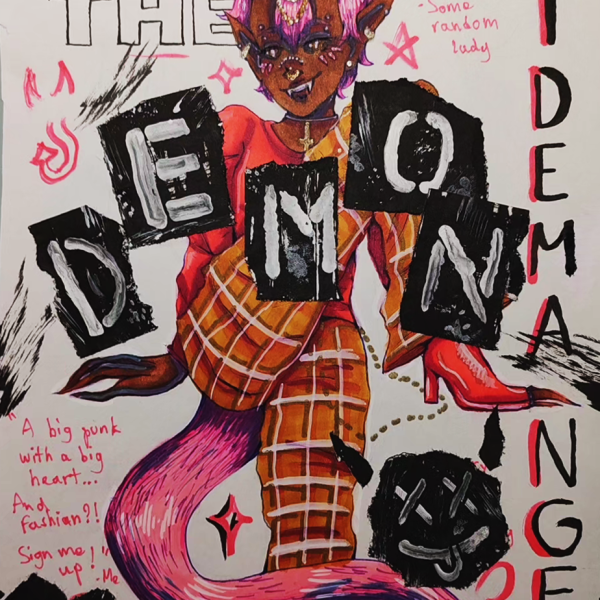 THE
-Some
random
lady
DEMON
IDEMANGE
"A big punk
with a big
heart...
And
fashion?!
Sign me
up!"
-Me